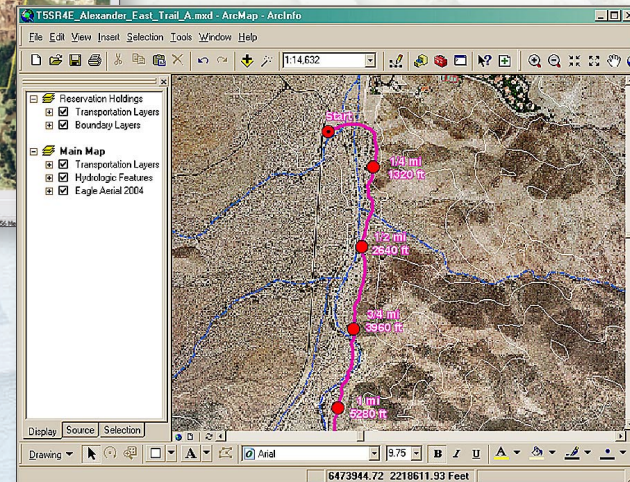 T5SR4E_Alexander_East_Trail_A.mxd - ArcMap - ArcInfo
File Edit View Insert Selection Tools Window Help
1:14,632
Reservation Holdings
Transportation Layers
Boundary Layers
Main Map
Transportation Layers
Hydrologic Features
Eagle Aerial 2004
Start
1/4 mi
1320 ft
1/2 mi
2640 ft
3/4 mi
3960 ft
1 mi
5280 ft
Display Source Selection
Drawing A Arial 9.75 B I U A
6473944.72 2218611.93 Feet